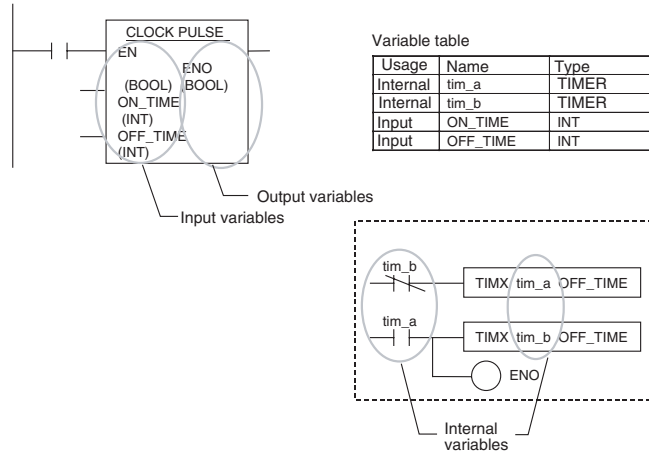 CLOCK PULSE
EN
ENO
(BOOL) (BOOL)
ON_TIME
(INT)
OFF_TIME
(INT)
Output variables
Input variables
Variable table
Usage Name Type
Internal tim_a TIMER
Internal tim_b TIMER
Input ON_TIME INT
Input OFF_TIME INT
tim_b
TIMX tim_a OFF_TIME
tim_a
TIMX tim_b OFF_TIME
ENO
Internal
variables